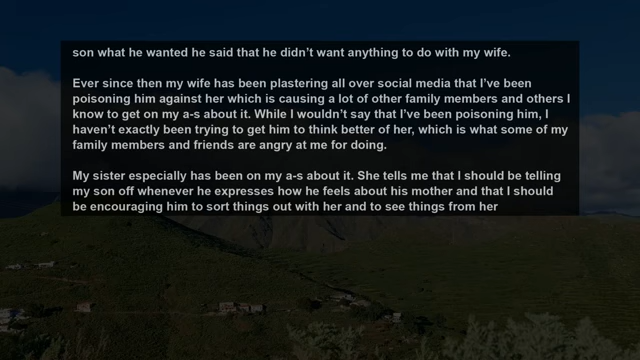 son what he wanted he said that he didn't want anything to do with my wife.
Ever since then my wife has been plastering all over social media that I've been
poisoning him against her which is causing a lot of other family members and others I
know to get on my a-s about it. While I wouldn't say that I've been poisoning him, I
haven't exactly been trying to get him to think better of her, which is what some of my
family members and friends are angry at me for doing.
My sister especially has been on my a-s about it. She tells me that I should be telling
my son off whenever he expresses how he feels about his mother and that I should
be encouraging him to sort things out with her and to see things from her